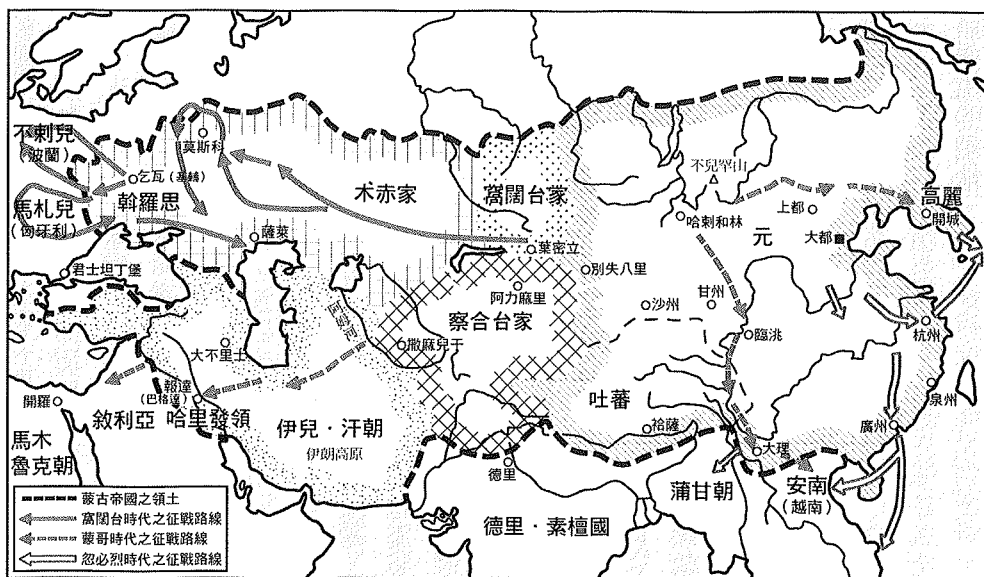 不剌兒
(波蘭)
莫斯科
乞瓦(基輔)
馬札兒
(匈牙利)
斡羅思
朮赤家
窩闊台家
不兒罕山
哈剌和林
上都
高麗
開城
元
大都
薩萊
葉密立
別失八里
君士坦丁堡
阿力麻里
察合台家
沙州
甘州
臨洮
杭州
撒麻兒干
大不里士
報達
(巴格達)
開羅
敘利亞
哈里發領
伊兒·汗朝
伊朗高原
吐蕃
泉州
廣州
馬木
魯克朝
德里
大理
蒲甘朝
安南
(越南)
德里·素檀國
蒙古帝國之領土
窩闊台時代之征戰路線
蒙哥時代之征戰路線
忽必烈時代之征戰路線